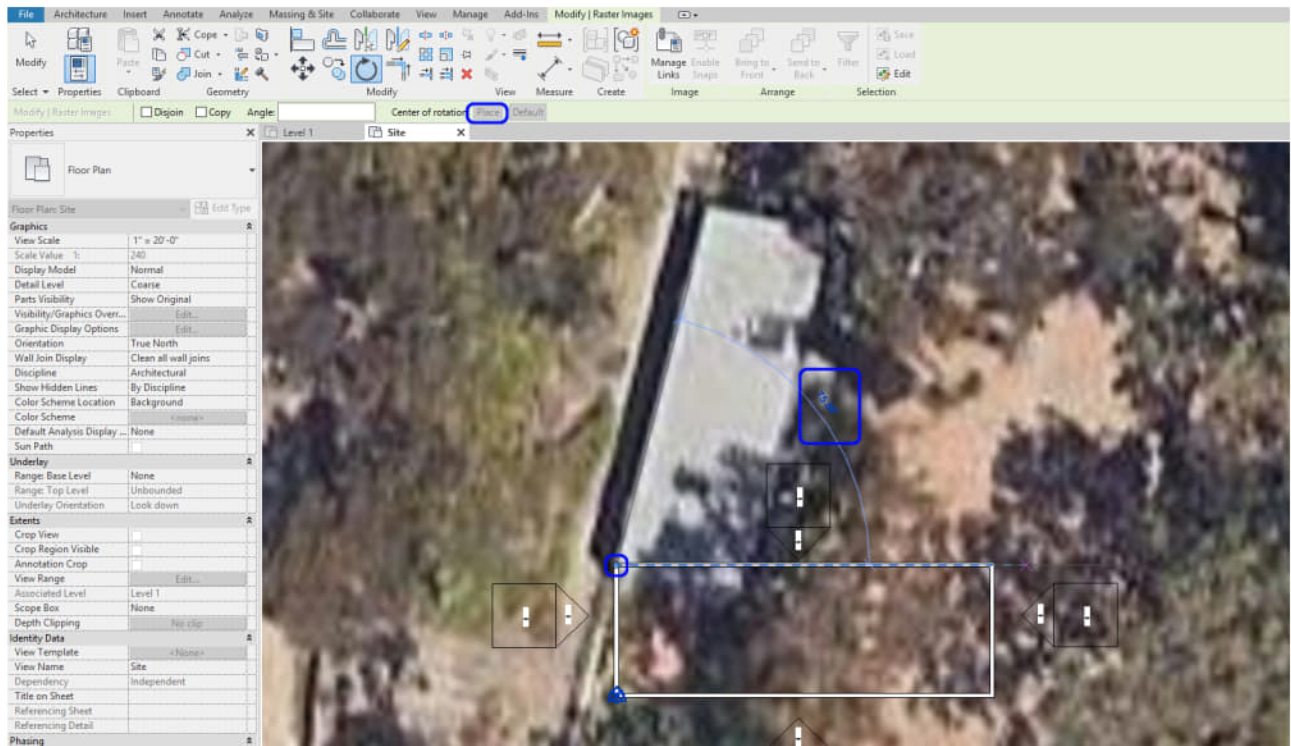 File Architecture Insert Annotate Analyze Massing & Site Collaborate View Manage Add-Ins Modify | Raster Images
Cope
Save
Paste
Cut
Load
Modify
Join
Manage Links
Enable Snaps
Bring to Front
Send to Back
Filter
Edit
Select Properties Clipboard Geometry Modify View Measure Create Image Arrange Selection
Modify | Raster Images Disjoin Copy Angle: Center of rotation: Place Default
Properties X Level 1 Site X
Floor Plan
Floor Plan: Site Edit Type
Graphics
View Scale 1" = 20'-0"
Scale Value 1: 240
Display Model Normal
Detail Level Coarse
Parts Visibility Show Original
Visibility/Graphics Overr... Edit...
Graphic Display Options Edit...
Orientation True North
Wall Join Display Clean all wall joins
Discipline Architectural
Show Hidden Lines By Discipline
Color Scheme Location Background
Color Scheme <none>
Default Analysis Display ... None
Sun Path
Underlay
Range: Base Level None
Range: Top Level Unbounded
Underlay Orientation Look down
Extents
Crop View
Crop Region Visible
Annotation Crop
View Range Edit...
Associated Level Level 1
Scope Box None
Depth Clipping No clip
Identity Data
View Template <None>
View Name Site
Dependency Independent
Title on Sheet
Referencing Sheet
Referencing Detail
Phasing